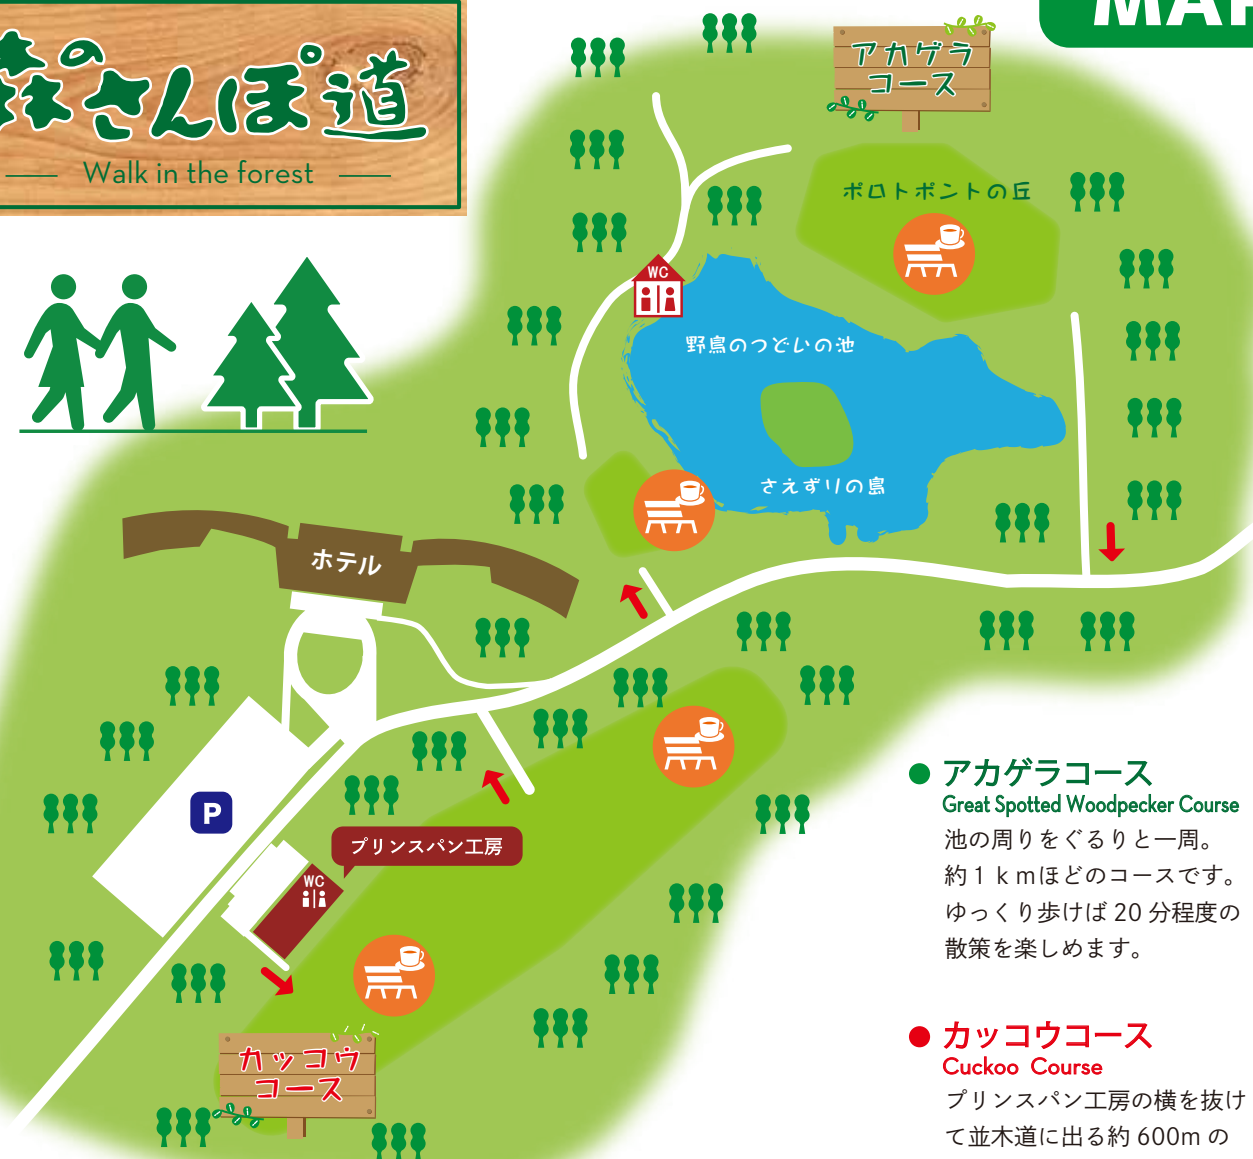 MAP
森のさんぽ道
Walk in the forest
アカゲラ
コース
ポロトポントの丘
WC
野鳥のつどいの池
さえずりの島
ホテル
P
プリンスパン工房
WC
カッコウ
コース
アカゲラコース
Great Spotted Woodpecker Course
池の周りをぐるりと一周。
約1kmほどのコースです。
ゆっくり歩けば20分程度の
散策を楽しめます。
カッコウコース
Cuckoo Course
プリンスパン工房の横を抜け
て並木道に出る約600mの